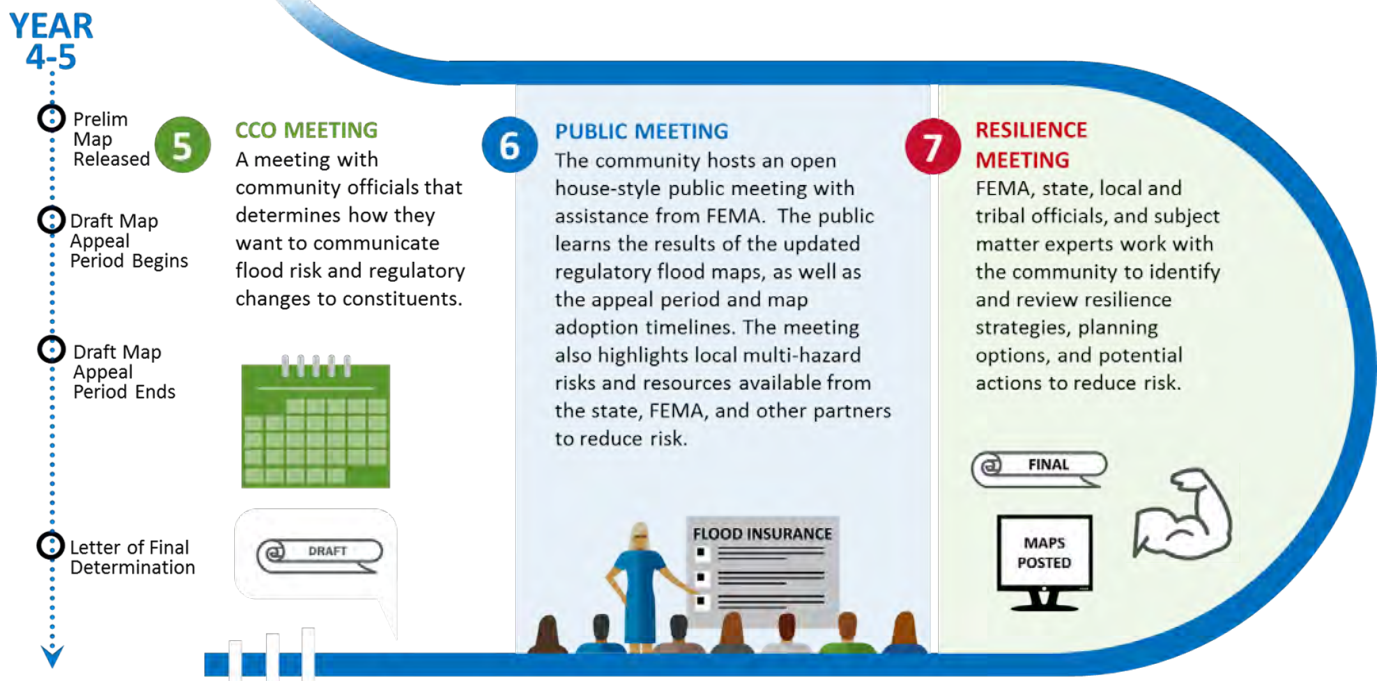 YEAR
4-5
Prelim
Map
Released
Draft Map
Appeal
Period Begins
Draft Map
Appeal
Period Ends
Letter of Final
Determination
5
CCO MEETING
A meeting with
community officials that
determines how they
want to communicate
flood risk and regulatory
changes to constituents.
DRAFT
6
PUBLIC MEETING
The community hosts an open
house-style public meeting with
assistance from FEMA. The public
learns the results of the updated
regulatory flood maps, as well as
the appeal period and map
adoption timelines. The meeting
also highlights local multi-hazard
risks and resources available from
the state, FEMA, and other partners
to reduce risk.
FLOOD INSURANCE
7
RESILIENCE
MEETING
FEMA, state, local and
tribal officials, and subject
matter experts work with
the community to identify
and review resilience
strategies, planning
options, and potential
actions to reduce risk.
FINAL
MAPS
POSTED